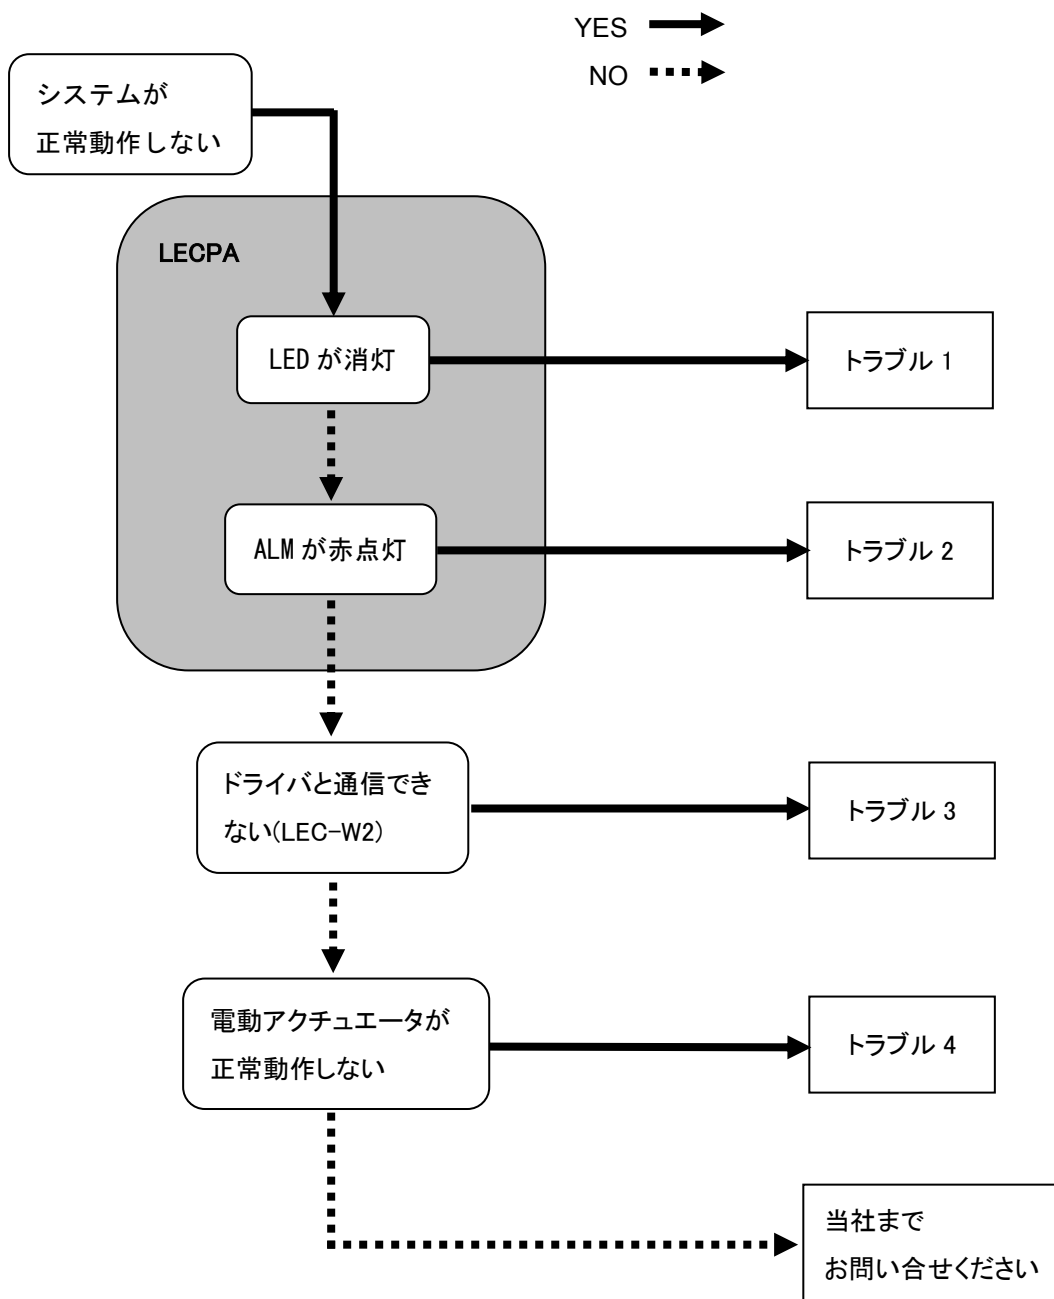 YES
NO
システムが
正常動作しない
LECPA
LED が消灯
トラブル 1
ALM が赤点灯
トラブル 2
ドライバと通信でき
ない(LEC-W2)
トラブル 3
電動アクチュエータが
正常動作しない
トラブル 4
当社まで
お問い合せください